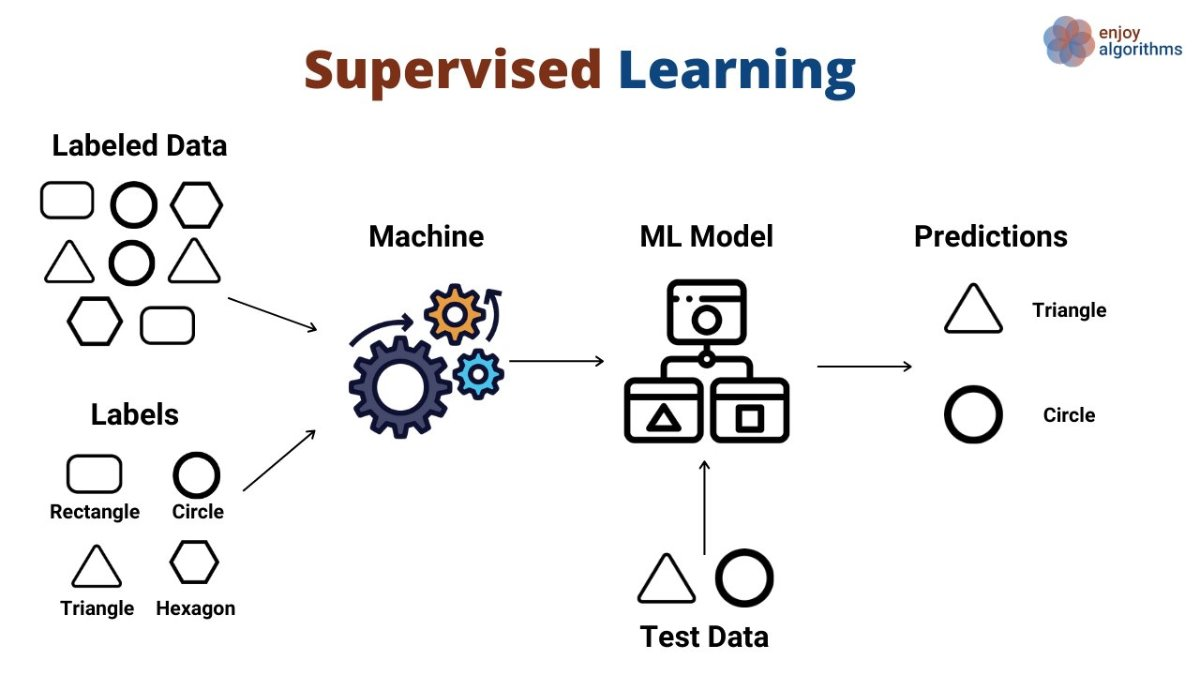 enjoy
algorithms
Supervised Learning
Labeled Data
Machine
ML Model
Predictions
Triangle
Circle
Labels
Rectangle
Circle
Triangle
Hexagon
Test Data